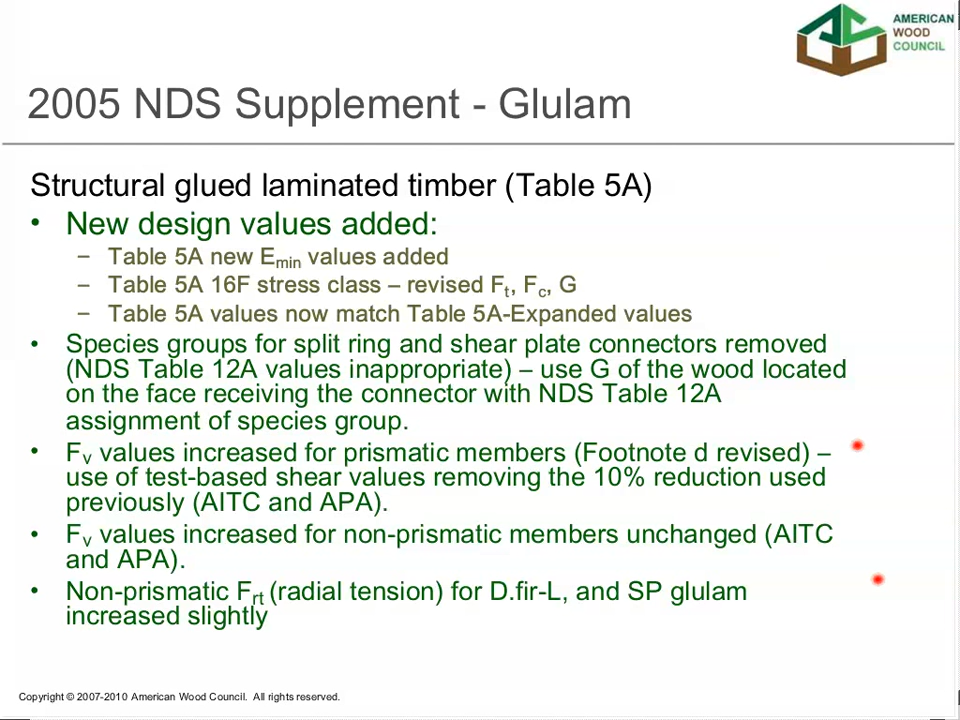 AMERICAN
WOOD
COUNCIL
2005 NDS Supplement - Glulam
Structural glued laminated timber (Table 5A)
• New design values added:
– Table 5A new Emin values added
– Table 5A 16F stress class – revised Ft, Fc, G
– Table 5A values now match Table 5A-Expanded values
• Species groups for split ring and shear plate connectors removed
(NDS Table 12A values inappropriate) – use G of the wood located
on the face receiving the connector with NDS Table 12A
assignment of species group.
• Fv values increased for prismatic members (Footnote d revised) –
use of test-based shear values removing the 10% reduction used
previously (AITC and APA).
• Fv values increased for non-prismatic members unchanged (AITC
and APA).
• Non-prismatic Frt (radial tension) for D.fir-L, and SP glulam
increased slightly
Copyright © 2007-2010 American Wood Council. All rights reserved.